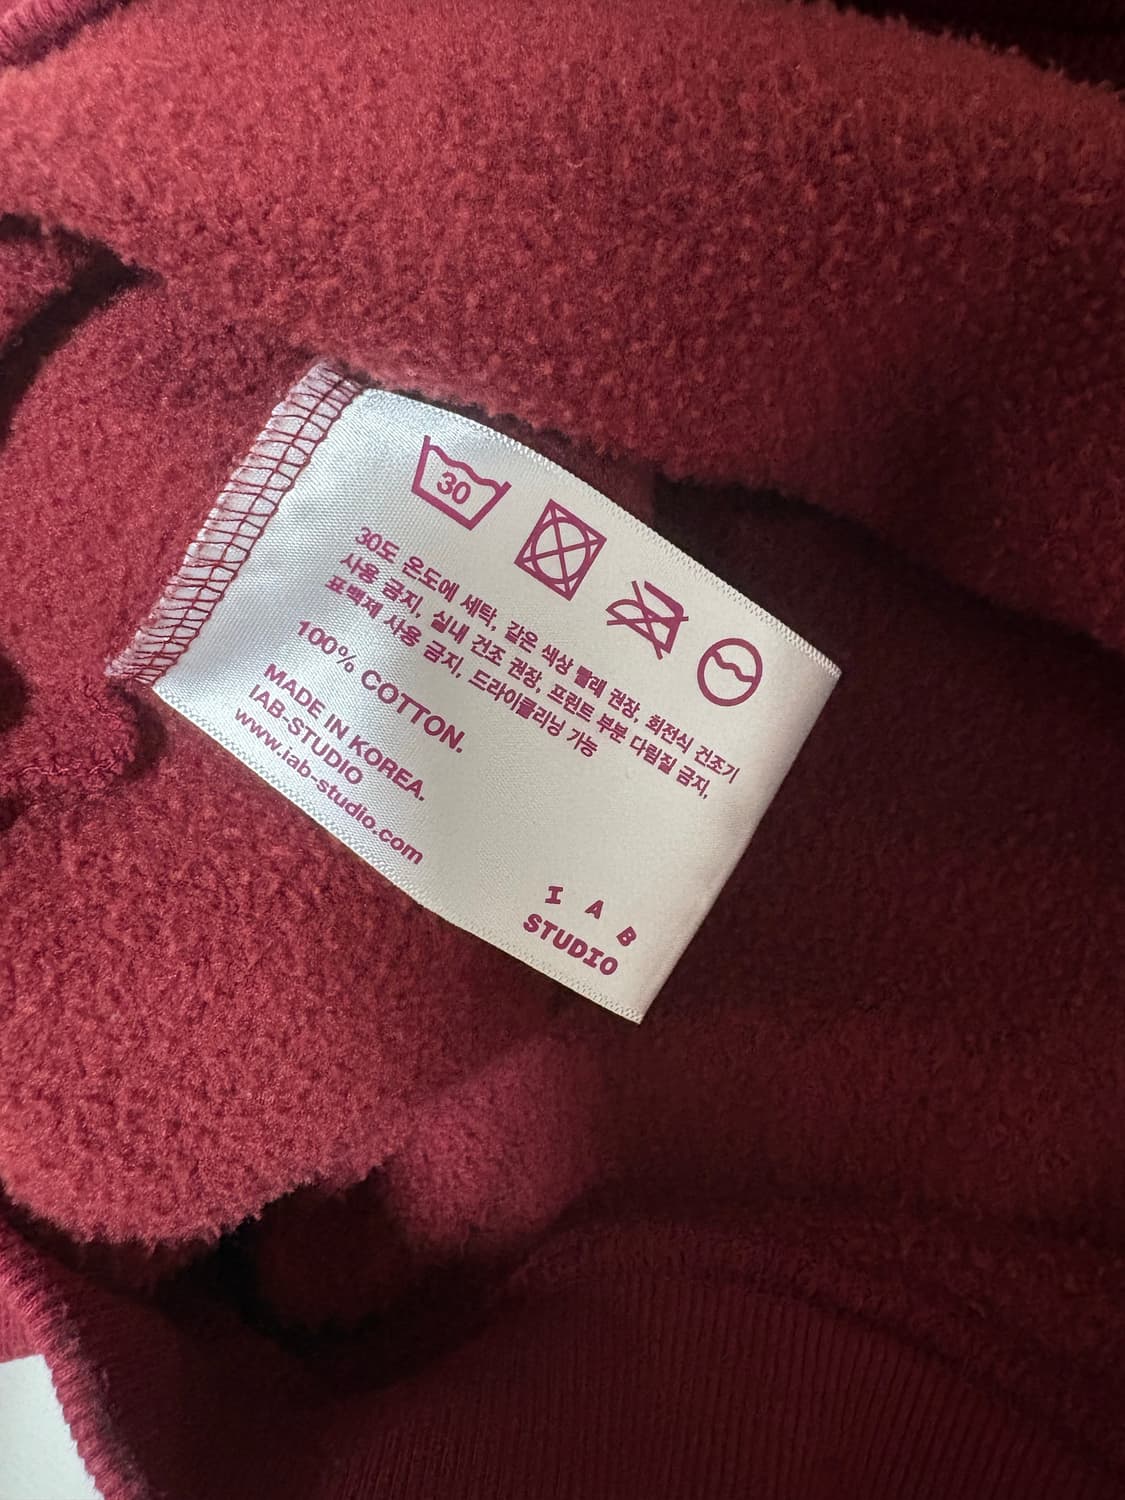 30
30도 온도에 세탁, 같은 색상 빨래 권장, 회전식 건조기
사용 금지, 실내 건조 권장, 프린트 부분 다림질 금지,
표백제 사용 금지, 드라이클리닝 가능
100% COTTON.
MADE IN KOREA.
IAB-STUDIO
www.iab-studio.com
I A B
STUDIO